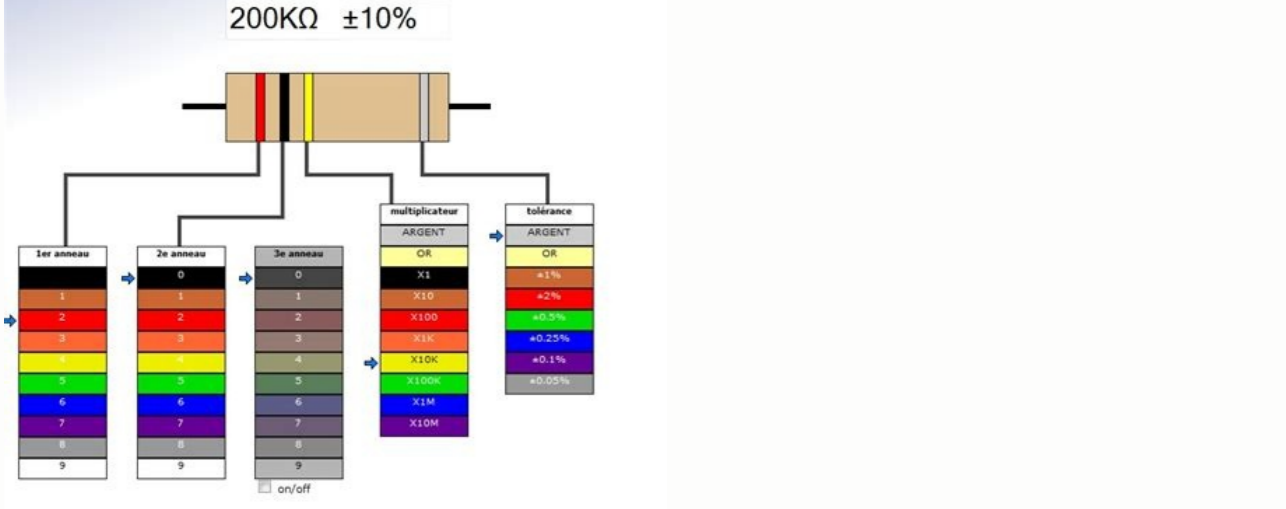 200KΩ ±10%
multiplicateur
ARGENT
OR
X1
X10
X100
X1K
X10K
X100K
X1M
X10M
tolérance
ARGENT
OR
±1%
±2%
±0.5%
±0.25%
±0.1%
±0.05%
1er anneau
1
2
3
4
5
6
7
8
9
2e anneau
0
1
2
3
4
5
6
7
8
9
3e anneau
0
1
2
3
4
5
6
7
8
9
on/off